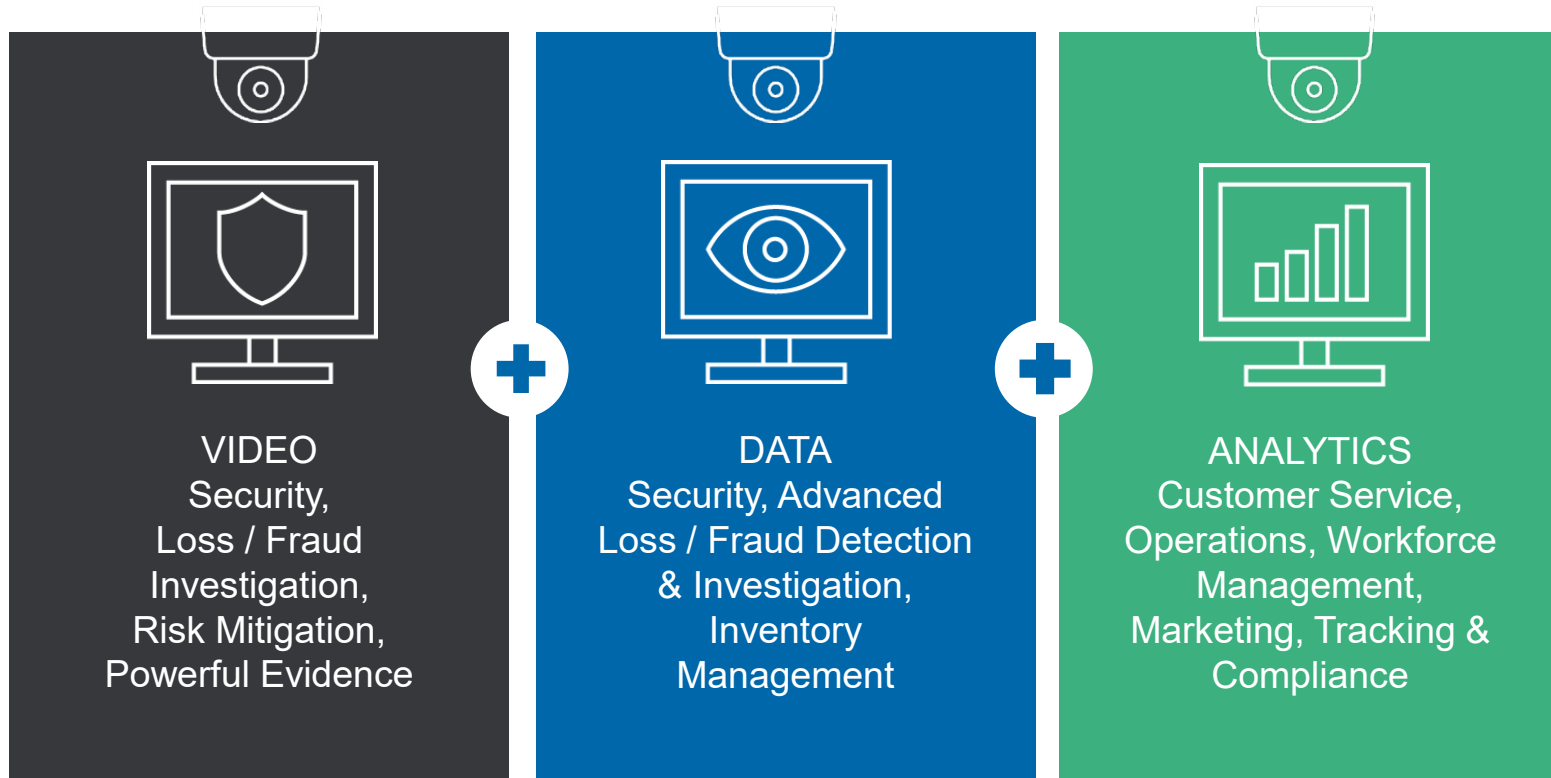 VIDEO
Security,
Loss / Fraud
Investigation,
Risk Mitigation,
Powerful Evidence
DATA
Security, Advanced
Loss / Fraud Detection
& Investigation,
Inventory
Management
ANALYTICS
Customer Service,
Operations, Workforce
Management,
Marketing, Tracking &
Compliance